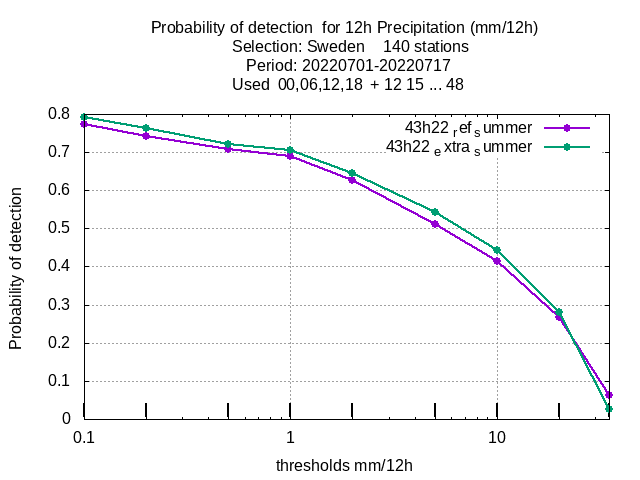 Probability of detection  for 12h Precipitation (mm/12h)
Selection: Sweden    140 stations
Period: 20220701-20220717
Used  00,06,12,18  + 12 15 ... 48
43h22 ref summer
43h22 extra summer
0.8
0.7
0.6
0.5
0.4
0.3
0.2
0.1
0
Probability of detection
0.1
1
10
thresholds mm/12h